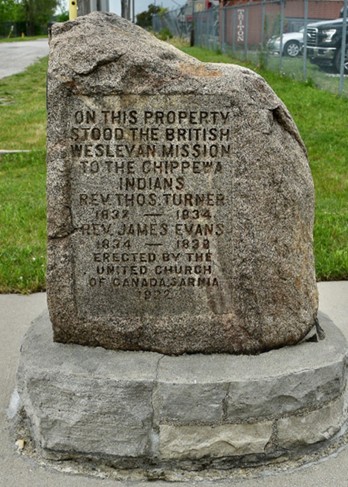 ON THIS PROPERTY
STOOD THE BRITISH
WESLEYAN MISSION
TO THE CHIPPEWA
INDIANS
REV. THOS. TURNER
1832 — 1834
REV. JAMES EVANS
1834 — 1838
ERECTED BY THE
UNITED CHURCH
OF CANADA, SARNIA